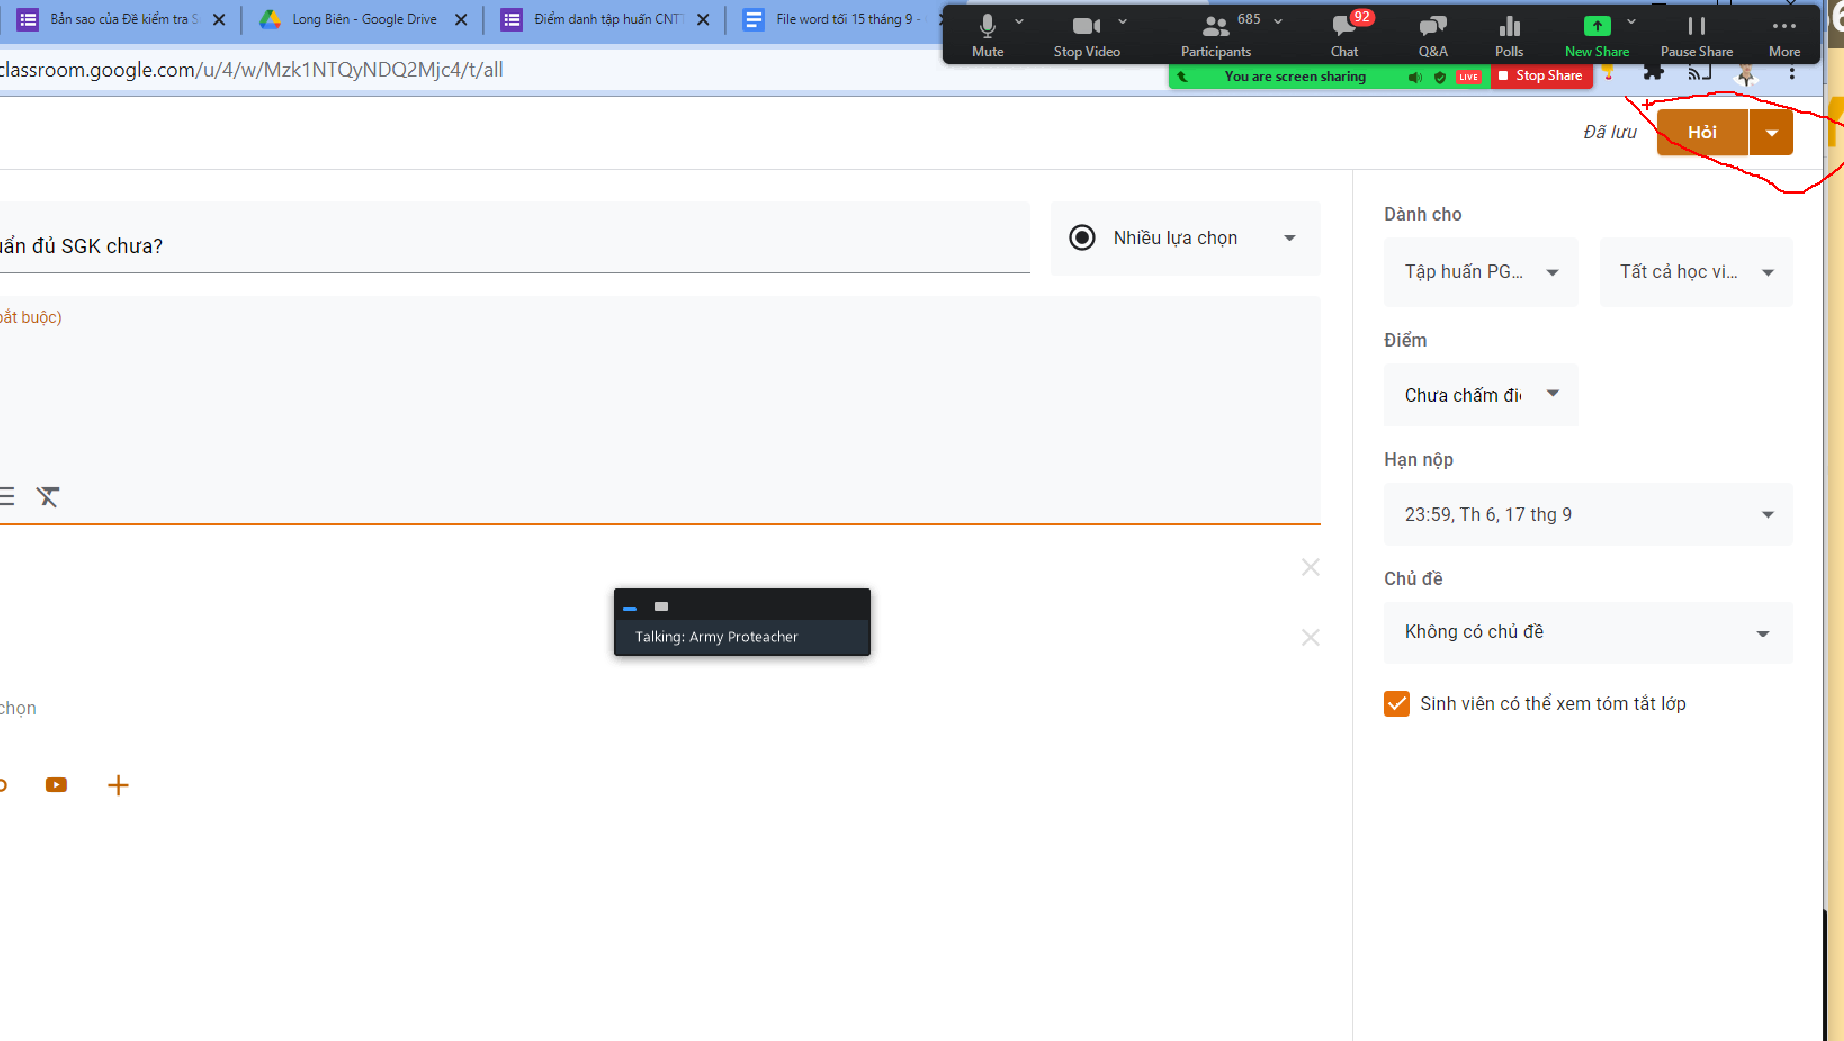 Bản sao của Đề kiểm tra S
Long Biên - Google Drive
Điểm danh tập huấn CNTT
File word tối 15 tháng 9 -
Mute
Stop Video
685
Participants
92
Chat
Q&A
Polls
New Share
Pause Share
More
classroom.google.com/u/4/w/Mzk1NTQyNDQ2Mjc4/t/all
You are screen sharing
LIVE
Stop Share
Đã lưu
Hỏi
uẩn đủ SGK chưa?
Nhiều lựa chọn
bắt buộc)
Talking: Army Proteacher
chọn
Dành cho
Tập huấn PG...
Tất cả học vi...
Điểm
Chưa chấm điể
Hạn nộp
23:59, Th 6, 17 thg 9
Chủ đề
Không có chủ đề
Sinh viên có thể xem tóm tắt lớp